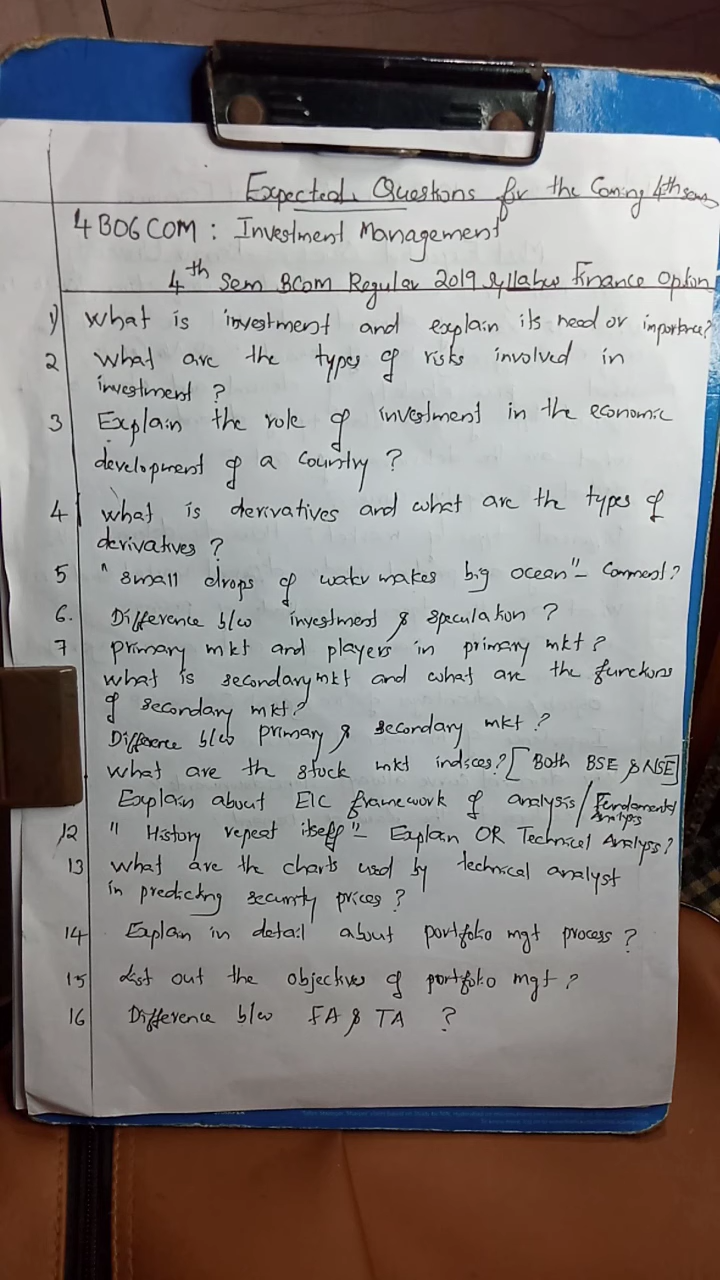 Expected Questions for the Coming 4th sem
4 BO6 COM : Investment Management
4th Sem BCom Regular 2019 Syllabus Finance Option
1) What is investment and explain its need or importance?
2 What are the types of risks involved in
investment ?
3 Explain the role of investment in the economic
development of a country ?
4 What is derivatives and what are the types of
derivatives ?
5 "Small drops of water makes big ocean" - Comment?
6. Difference b/w investment & speculation ?
7 primary mkt and players in primary mkt ?
what is secondary mkt and what are the functions
of secondary mkt?
Difference b/w primary & secondary mkt ?
what are the stock mkt indices? [Both BSE & NSE]
Explain about EIC framework of analysis / Fundamental
Analysis
12 " History repeat itself" - Explain OR Technical Analysis?
13 what are the charts used by technical analyst
in predicting security prices ?
14 Explain in detail about portfolio mgt process ?
15 List out the objectives of portfolio mgt ?
16 Difference b/w FA & TA ?